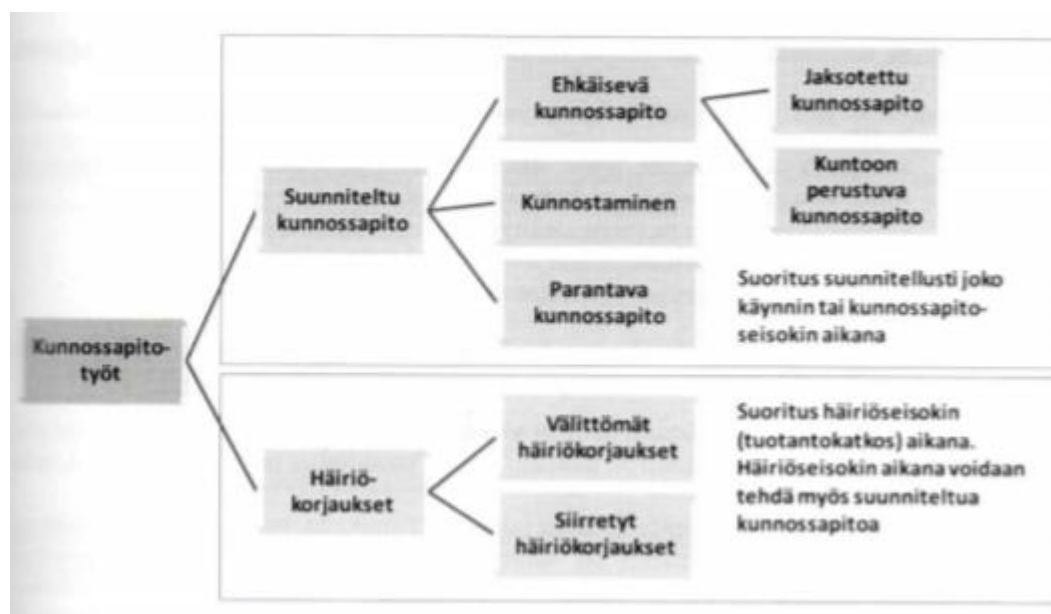 Kunnossapito-
työt
Suunniteltu
kunnossapito
Ehkäisevä
kunnossapito
Jaksotettu
kunnossapito
Kuntoon
perustuva
kunnossapito
Kunnostaminen
Parantava
kunnossapito
Suoritus suunnitellusti joko
käynnin tai kunnossapito-
seisokin aikana
Häiriö-
korjaukset
Välittömät
häiriökorjaukset
Siirretyt
häiriökorjaukset
Suoritus häiriöseisokin
(tuotantokatkos) aikana.
Häiriöseisokin aikana voidaan
tehdä myös suunniteltua
kunnossapitoa